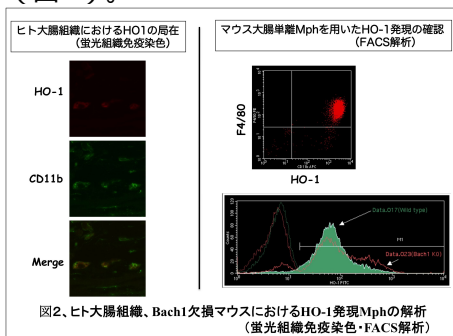 ヒト大腸組織におけるHO1の局在
(蛍光組織免疫染色)
HO-1
CD11b
Merge
マウス大腸単離Mphを用いたHO-1発現の確認
(FACS解析)
F4/80
CD11b APC
HO-1
Counts
Data.017(Wild type)
M1
Data.023(Bach1 KO)
HO-1 FITC
図2、ヒト大腸組織、Bach1欠損マウスにおけるHO-1発現Mphの解析
(蛍光組織免疫染色・FACS解析)